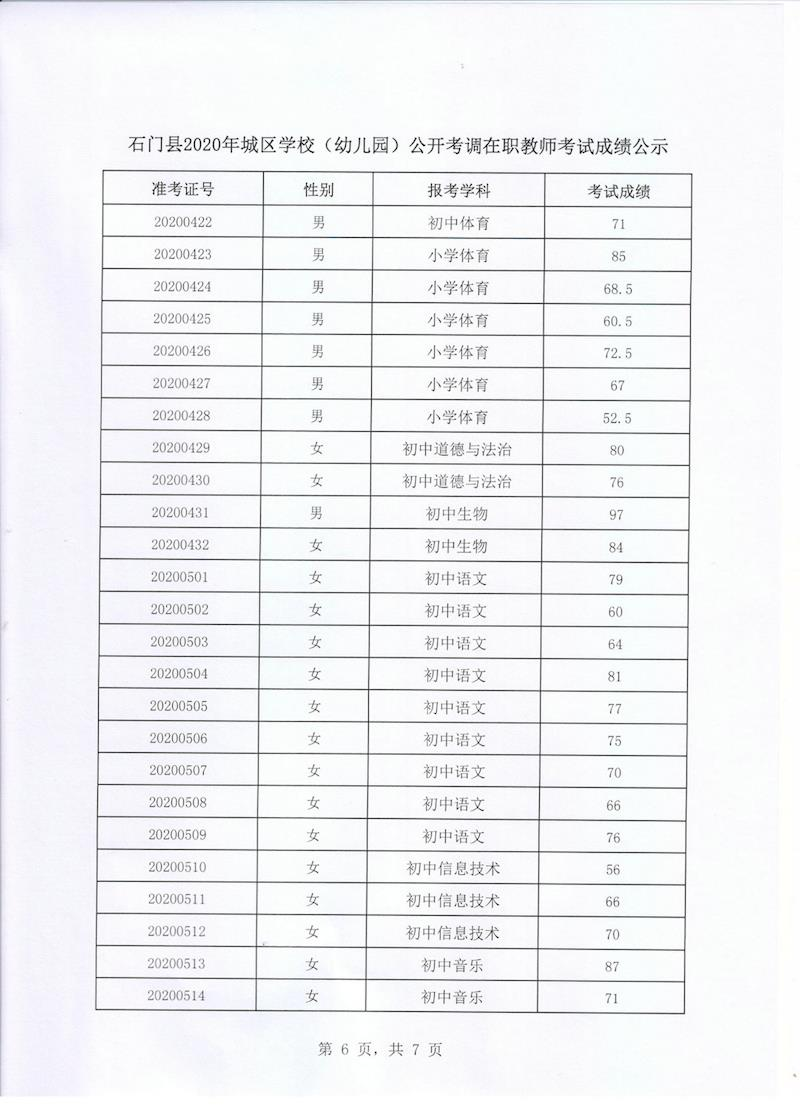 石门县2020年城区学校（幼儿园）公开考调在职教师考试成绩公示
准考证号 性别 报考学科 考试成绩
20200422 男 初中体育 71
20200423 男 小学体育 85
20200424 男 小学体育 68.5
20200425 男 小学体育 60.5
20200426 男 小学体育 72.5
20200427 男 小学体育 67
20200428 男 小学体育 52.5
20200429 女 初中道德与法治 80
20200430 女 初中道德与法治 76
20200431 男 初中生物 97
20200432 女 初中生物 84
20200501 女 初中语文 79
20200502 女 初中语文 60
20200503 女 初中语文 64
20200504 女 初中语文 81
20200505 女 初中语文 77
20200506 女 初中语文 75
20200507 女 初中语文 70
20200508 女 初中语文 66
20200509 女 初中语文 76
20200510 女 初中信息技术 56
20200511 女 初中信息技术 66
20200512 女 初中信息技术 70
20200513 女 初中音乐 87
20200514 女 初中音乐 71
第 6 页，共 7 页